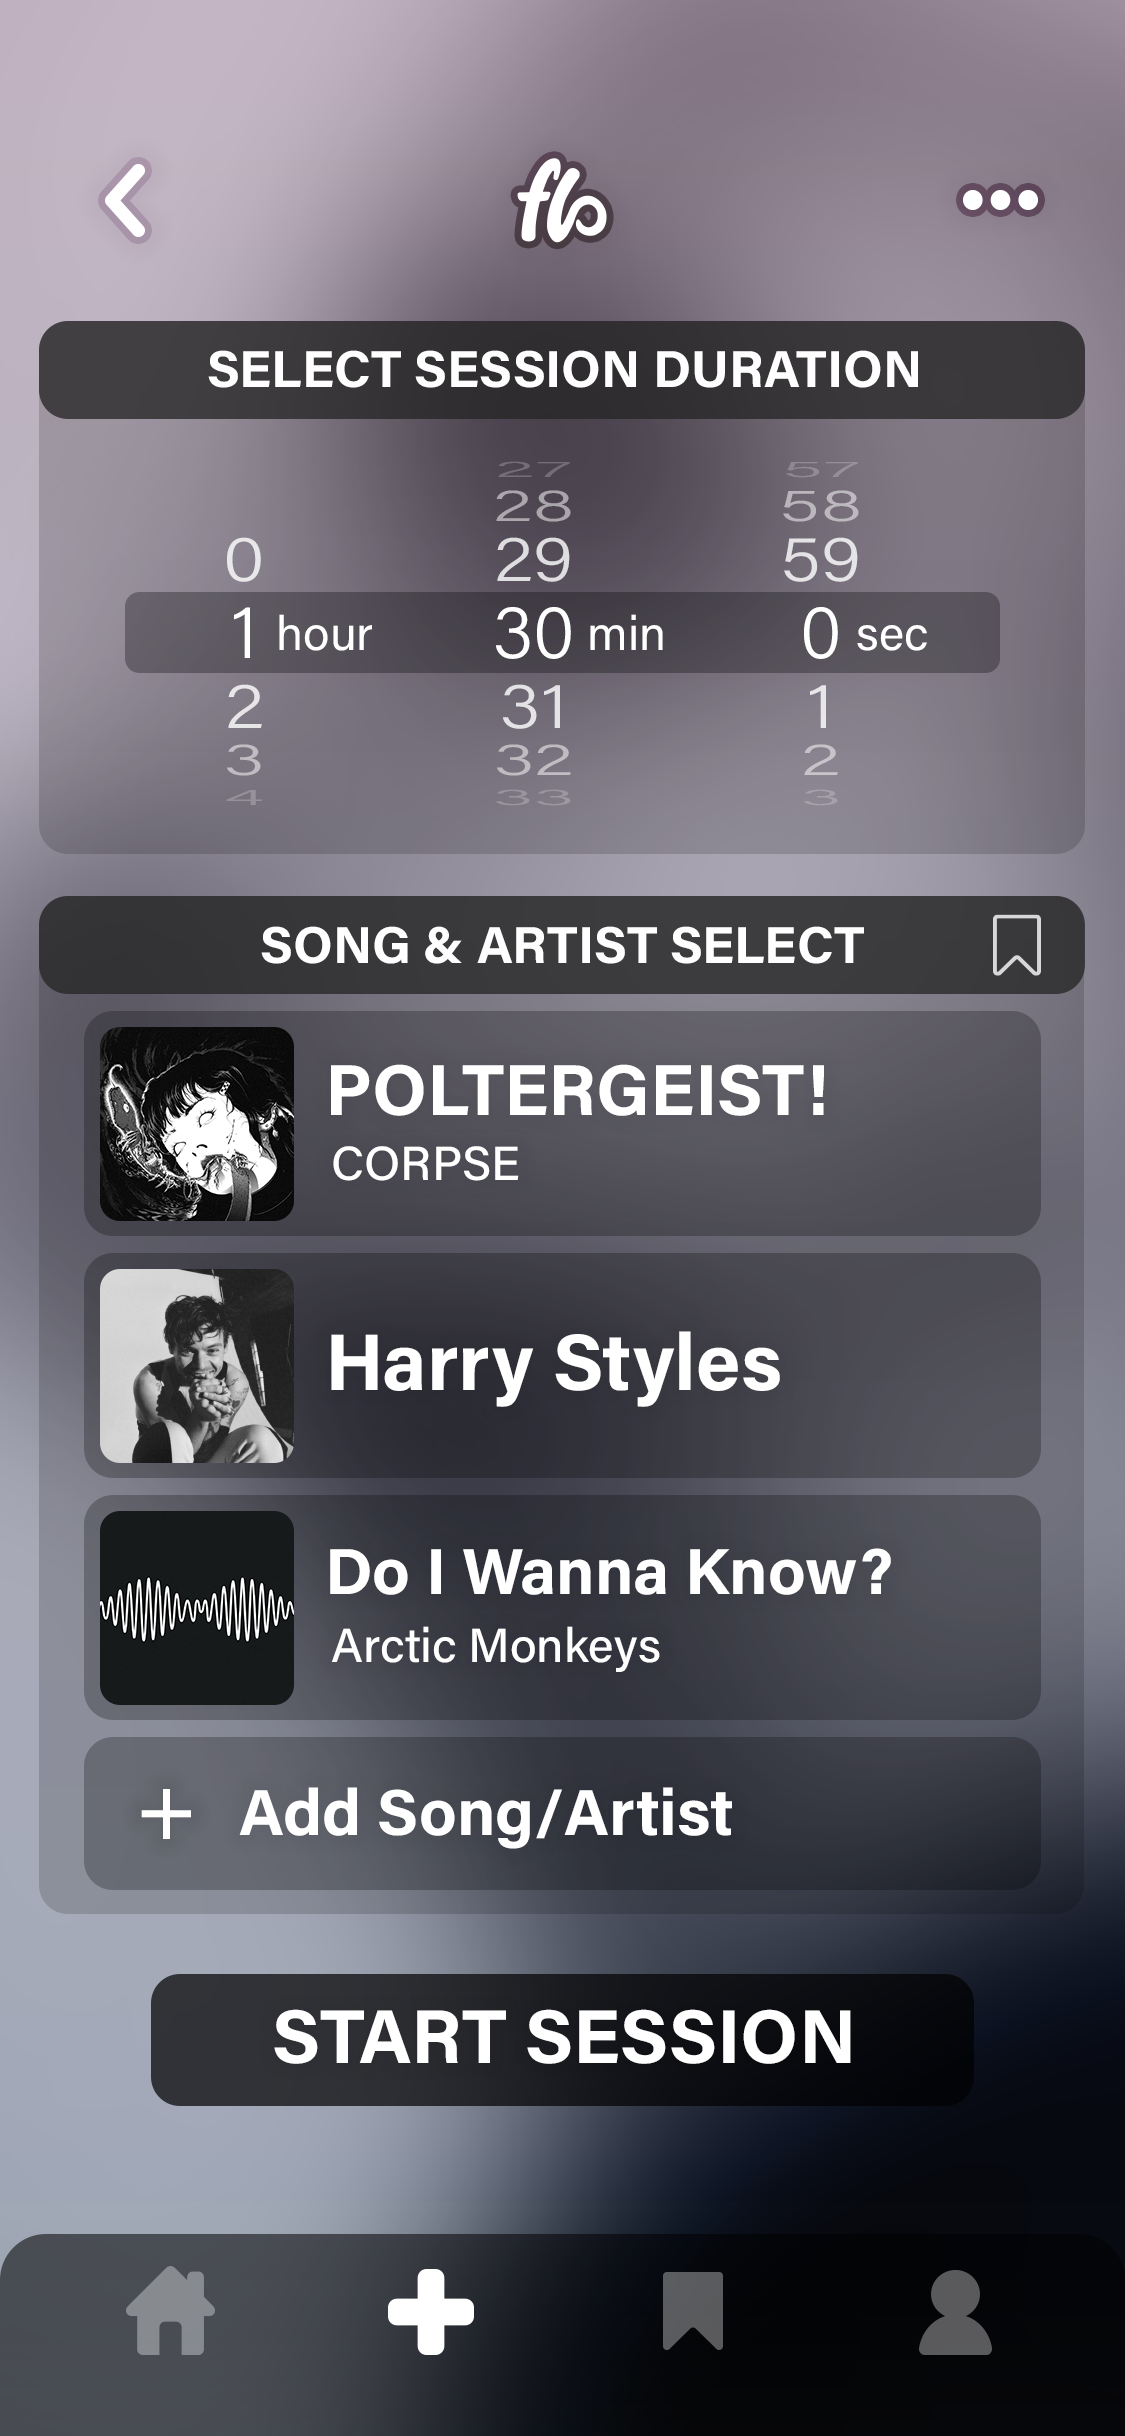 flo
SELECT SESSION DURATION
27 57
28 58
0 29 59
1 hour 30 min 0 sec
2 31 1
3 32 2
4 33 3
SONG & ARTIST SELECT
POLTERGEIST!
CORPSE
Harry Styles
Do I Wanna Know?
Arctic Monkeys
+ Add Song/Artist
START SESSION